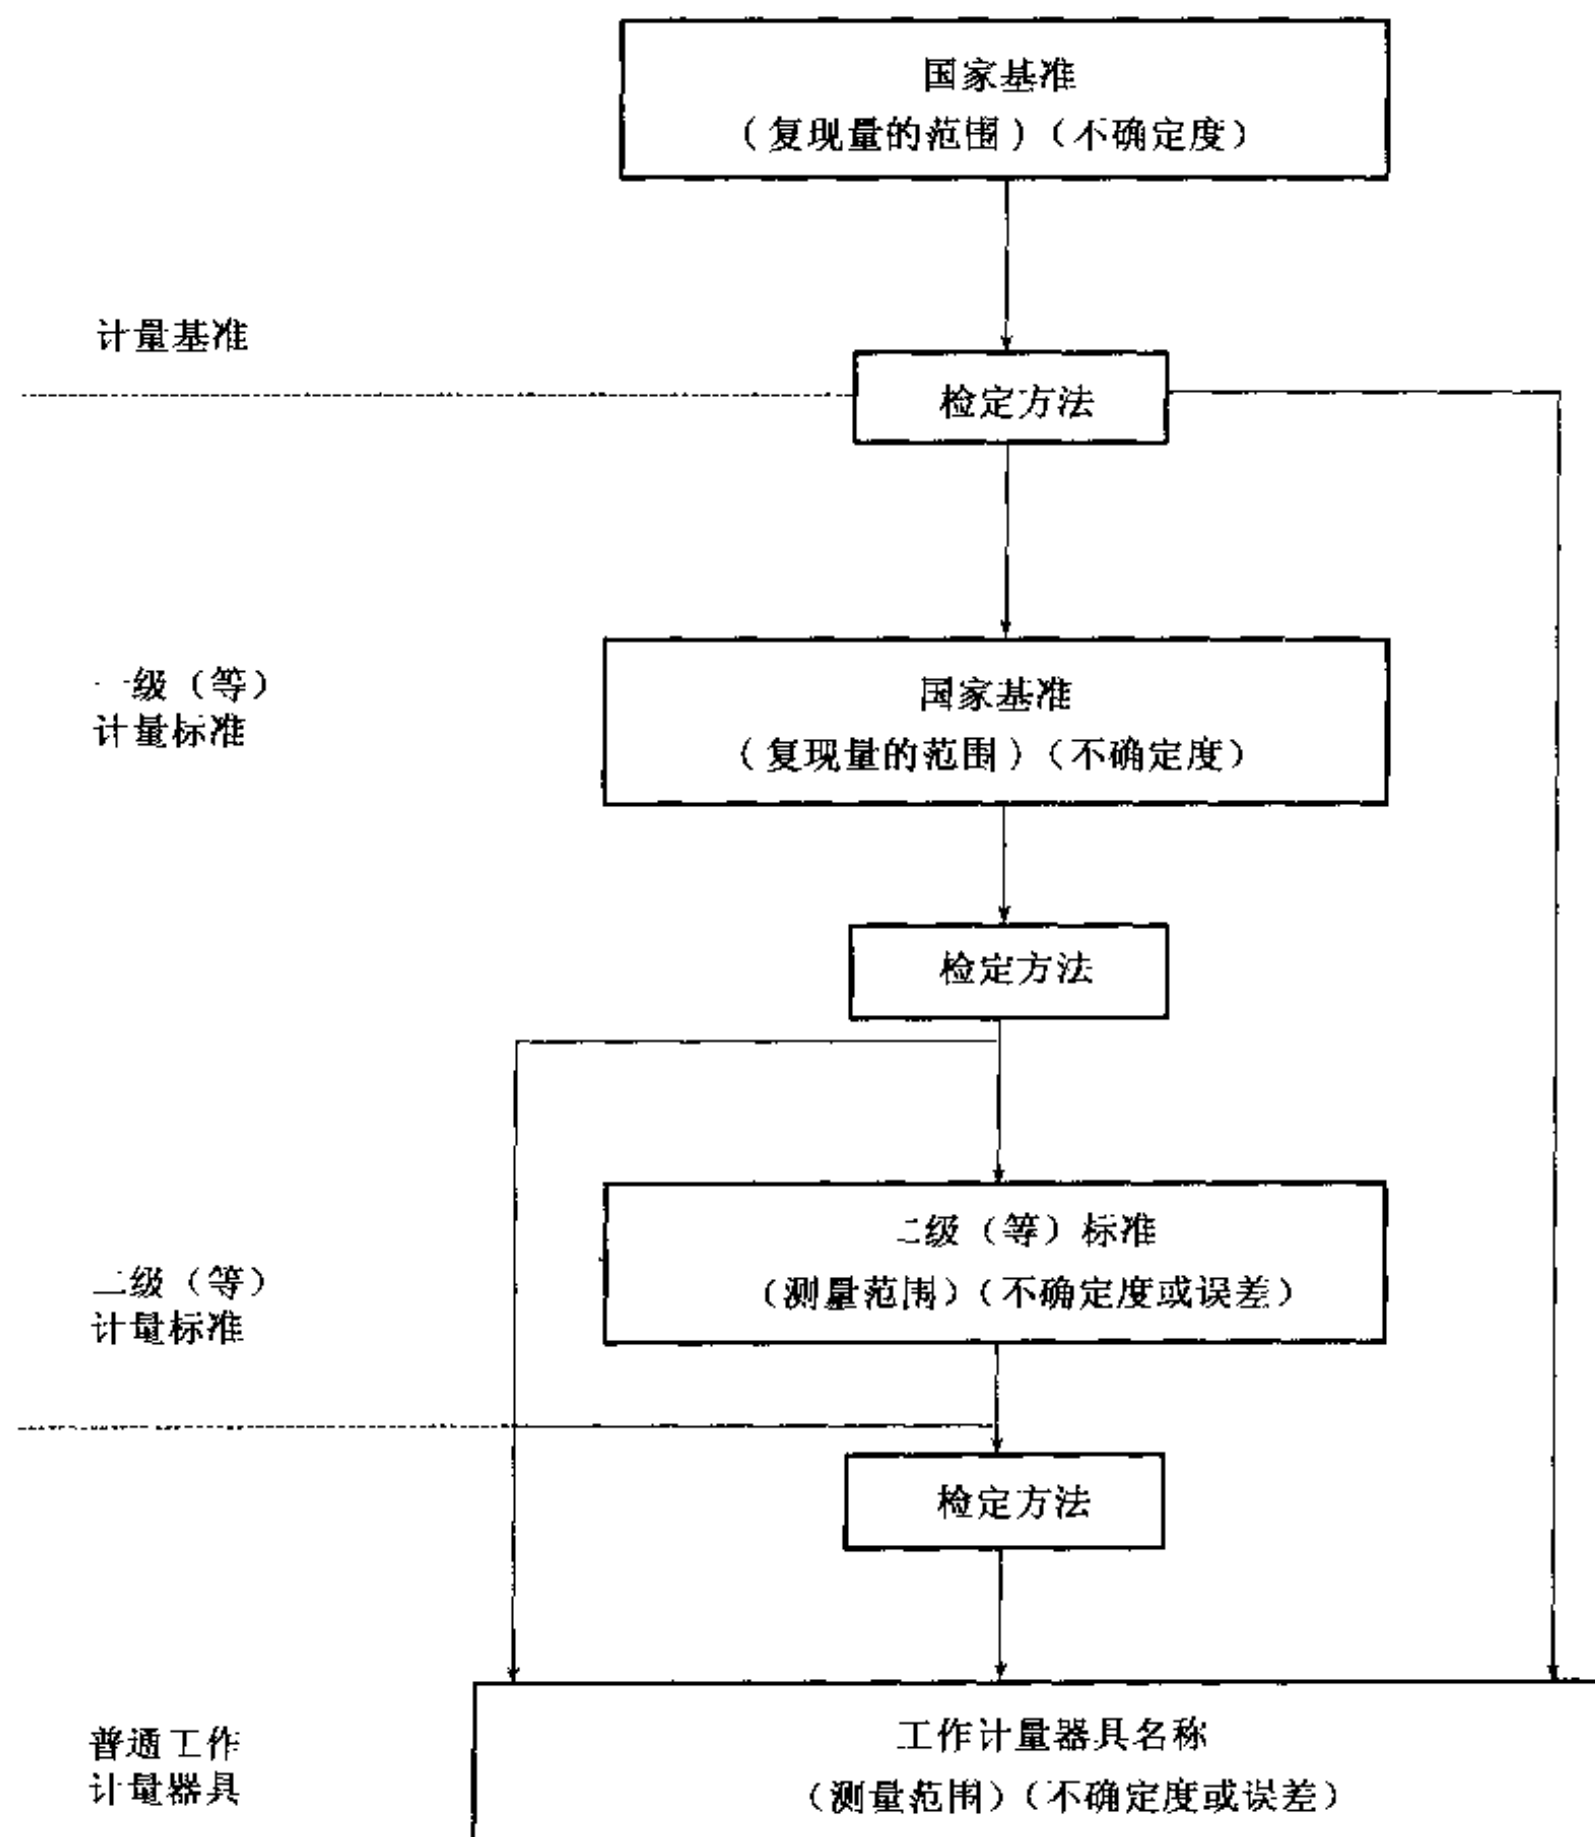 国家基准
（复现量的范围）（不确定度）
计量基准
检定方法
一级（等）
计量标准
国家基准
（复现量的范围）（不确定度）
检定方法
二级（等）标准
（测量范围）（不确定度或误差）
二级（等）
计量标准
检定方法
普通工作
计量器具
工作计量器具名称
（测量范围）（不确定度或误差）